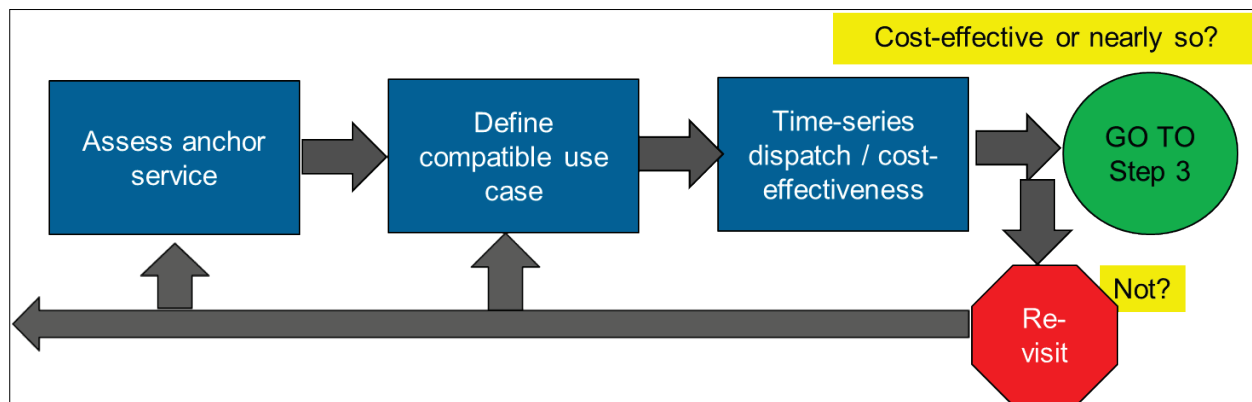 Cost-effective or nearly so?
Assess anchor
service
Define
compatible use
case
Time-series
dispatch / cost-
effectiveness
GO TO
Step 3
Not?
Re-
visit